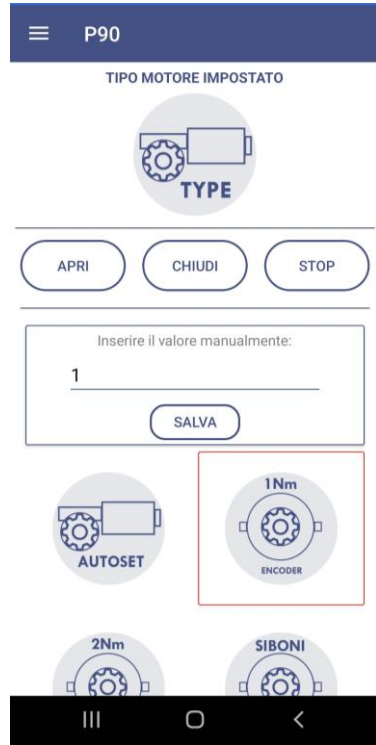 P90
TIPO MOTORE IMPOSTATO
TYPE
APRI CHIUDI STOP
Inserire il valore manualmente:
1
SALVA
AUTOSET
1Nm
ENCODER
2Nm
SIBONI